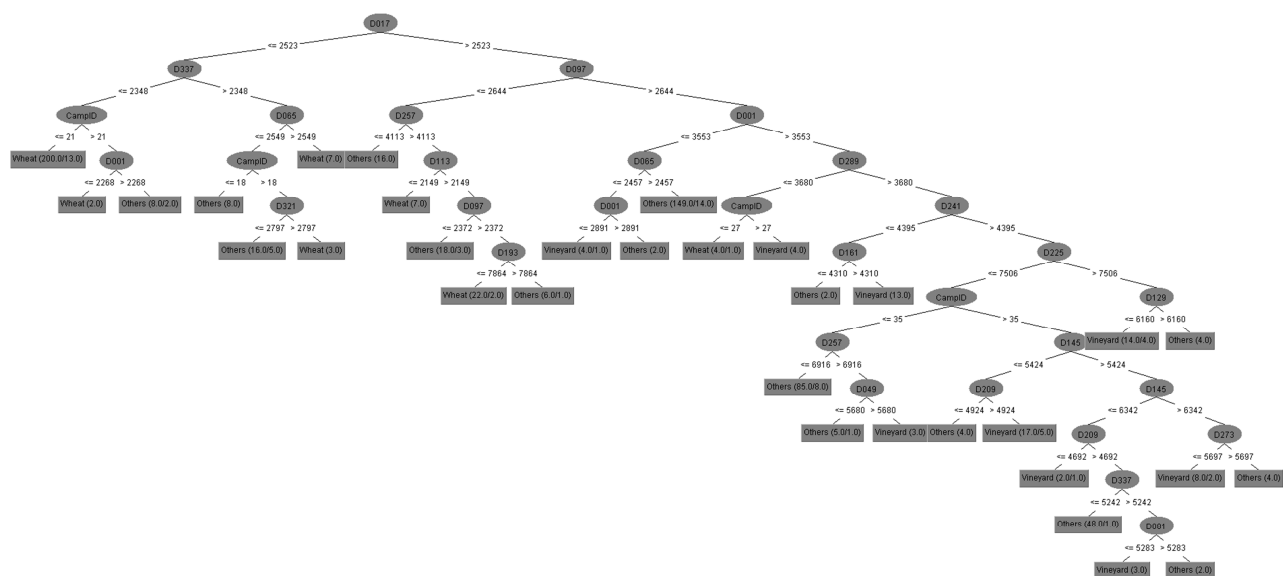 D017
<= 2523 > 2523
D337 D097
<= 2348 > 2348 <= 2644 > 2644
CampID D065 D257 D001
<= 21 > 21 <= 2549 > 2549 <= 4113 > 4113 <= 3553 > 3553
Wheat (200.0/13.0) D001 CampID Wheat (7.0) Others (16.0) D113 D065 D289
<= 2268 > 2268 <= 18 > 18 <= 2149 > 2149 <= 2457 > 2457 <= 3680 > 3680
Wheat (2.0) Others (8.0/2.0) Others (8.0) D321 Wheat (7.0) D097 D001 Others (149.0/14.0) CampID D241
<= 2797 > 2797 <= 2372 > 2372 <= 2891 > 2891 <= 27 > 27 <= 4395 > 4395
Others (16.0/5.0) Wheat (3.0) Others (18.0/3.0) D193 Vineyard (4.0/1.0) Others (2.0) Wheat (4.0/1.0) Vineyard (4.0) D161 D225
<= 7864 > 7864 <= 4310 > 4310 <= 7506 > 7506
Wheat (22.0/2.0) Others (6.0/1.0) Others (2.0) Vineyard (13.0) CampID D129
<= 35 > 35 <= 6160 > 6160
D257 D145 Vineyard (14.0/4.0) Others (4.0)
<= 6916 > 6916 <= 5424 > 5424
Others (85.0/8.0) D049 D209 D145
<= 5680 > 5680 <= 4924 > 4924 <= 6342 > 6342
Others (5.0/1.0) Vineyard (3.0) Others (4.0) Vineyard (17.0/5.0) D209 D273
<= 4692 > 4692 <= 5697 > 5697
Vineyard (2.0/1.0) D337 Vineyard (8.0/2.0) Others (4.0)
<= 5242 > 5242
Others (48.0/1.0) D001
<= 5283 > 5283
Vineyard (3.0) Others (2.0)